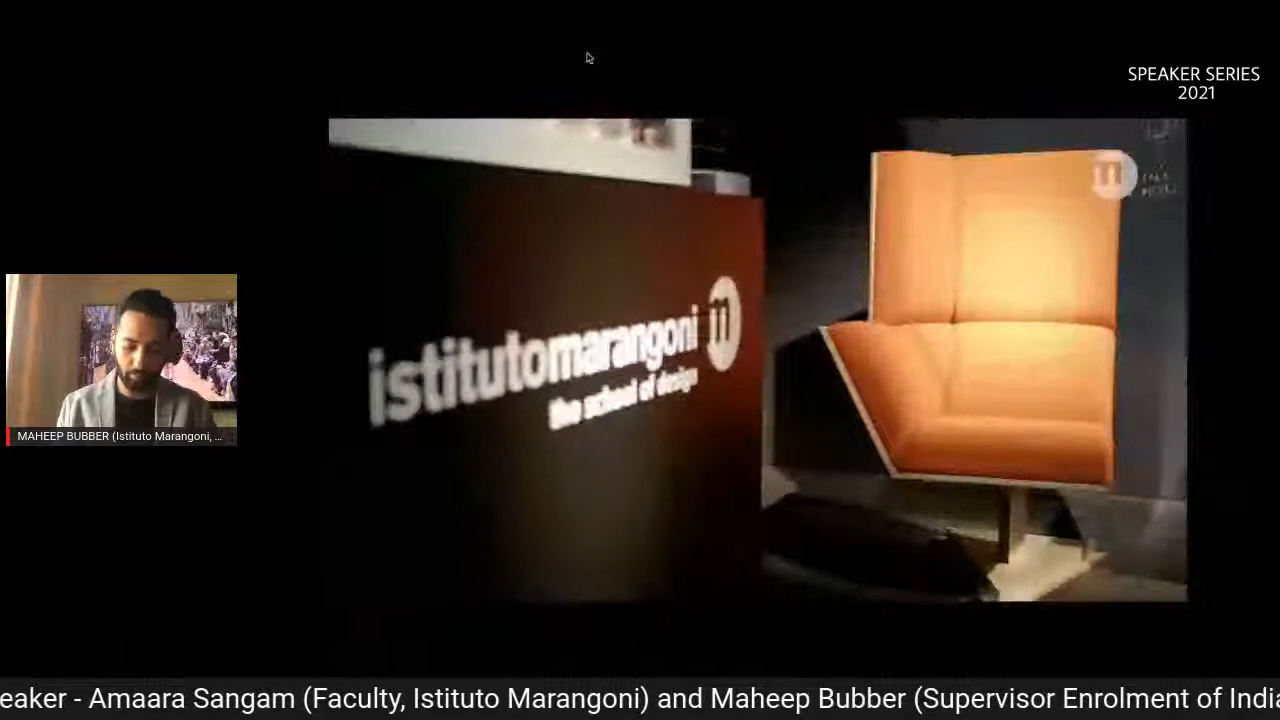 SPEAKER SERIES
2021
istitutomarangoni
the school of design
MAHEEP BUBBER (Istituto Marangoni, ...
eaker - Amaara Sangam (Faculty, Istituto Marangoni) and Maheep Bubber (Supervisor Enrolment of India